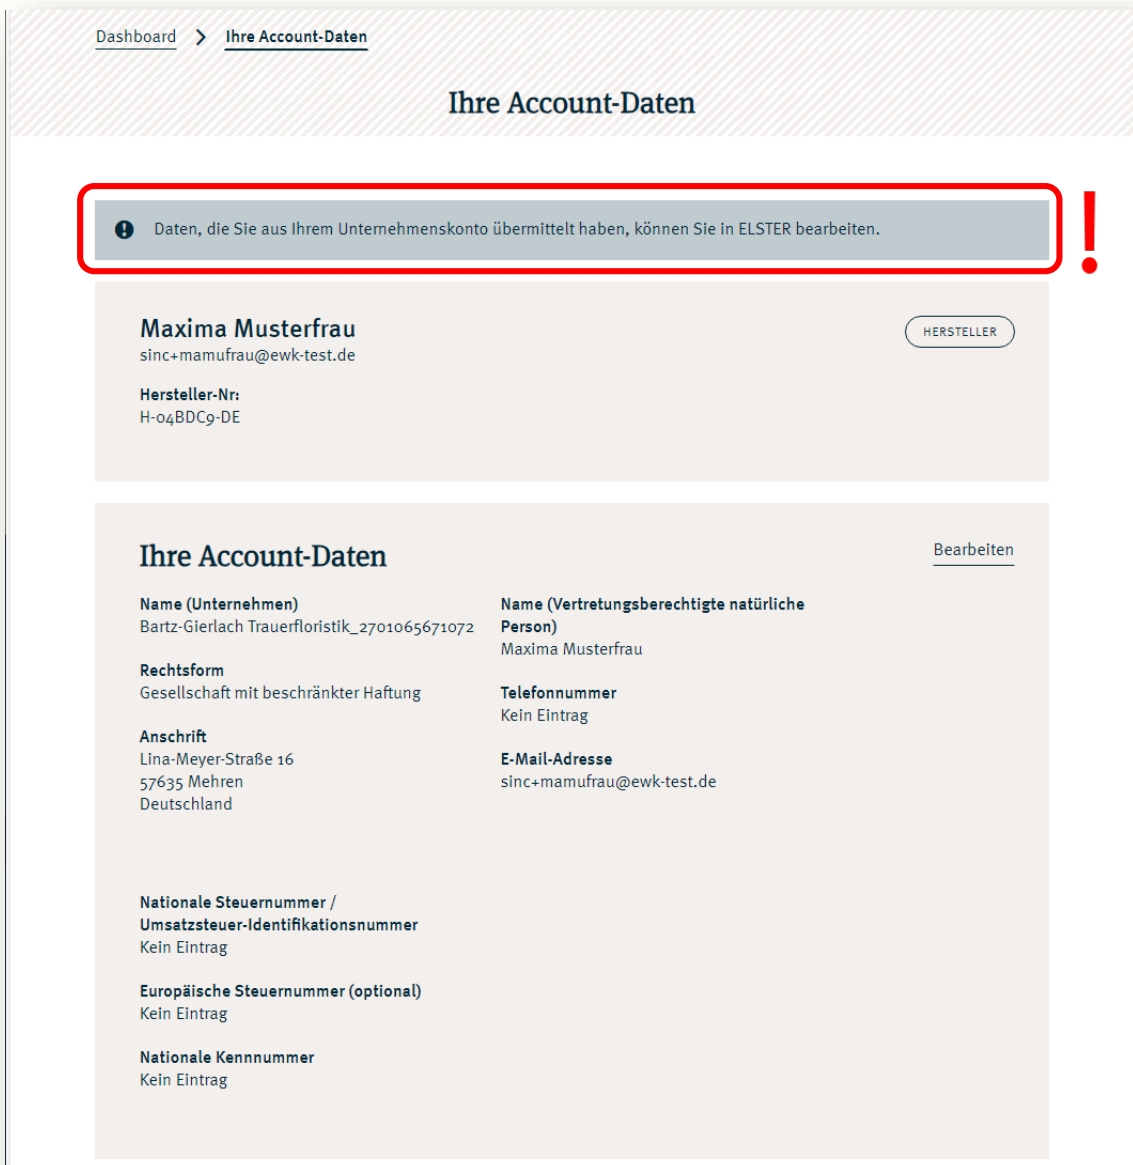 Dashboard > Ihre Account-Daten
Ihre Account-Daten
Daten, die Sie aus Ihrem Unternehmenskonto übermittelt haben, können Sie in ELSTER bearbeiten.
!
Maxima Musterfrau
HERSTELLER
sinc+mamufrau@ewk-test.de
Hersteller-Nr:
H-04BDC9-DE
Ihre Account-Daten
Bearbeiten
Name (Unternehmen)
Bartz-Gierlach Trauerfloristik_2701065671072
Rechtsform
Gesellschaft mit beschränkter Haftung
Anschrift
Lina-Meyer-Straße 16
57635 Mehren
Deutschland
Name (Vertretungsberechtigte natürliche
Person)
Maxima Musterfrau
Telefonnummer
Kein Eintrag
E-Mail-Adresse
sinc+mamufrau@ewk-test.de
Nationale Steuernummer /
Umsatzsteuer-Identifikationsnummer
Kein Eintrag
Europäische Steuernummer (optional)
Kein Eintrag
Nationale Kennnummer
Kein Eintrag